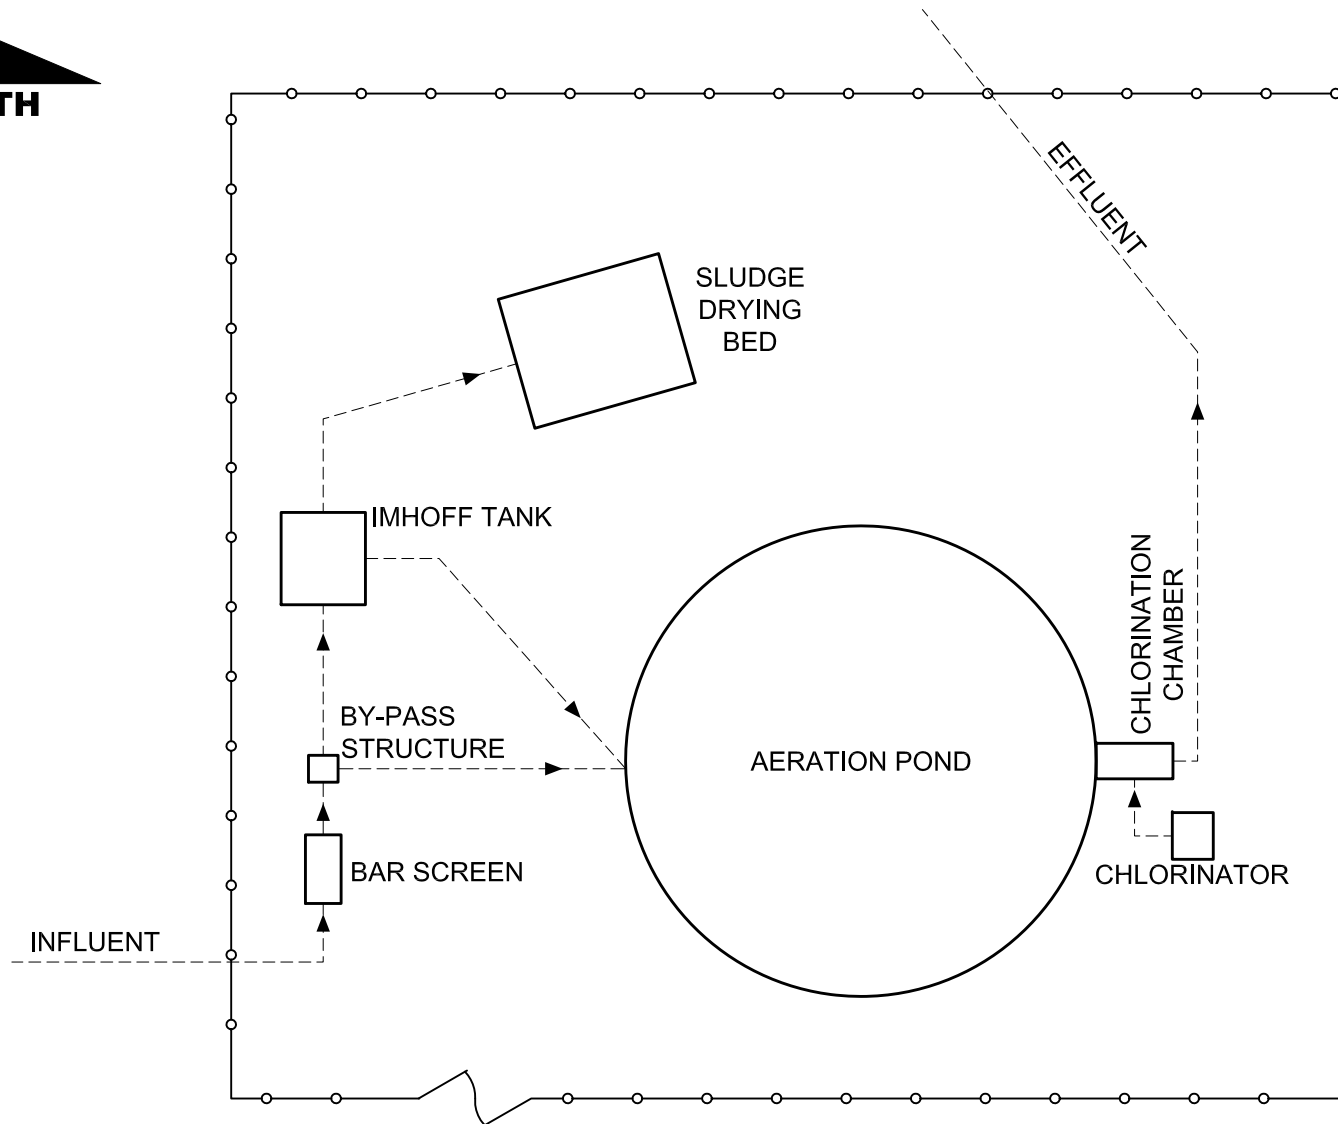 TH
EFFLUENT
SLUDGE
DRYING
BED
IMHOFF TANK
CHLORINATION
CHAMBER
BY-PASS
STRUCTURE
AERATION POND
BAR SCREEN
CHLORINATOR
INFLUENT